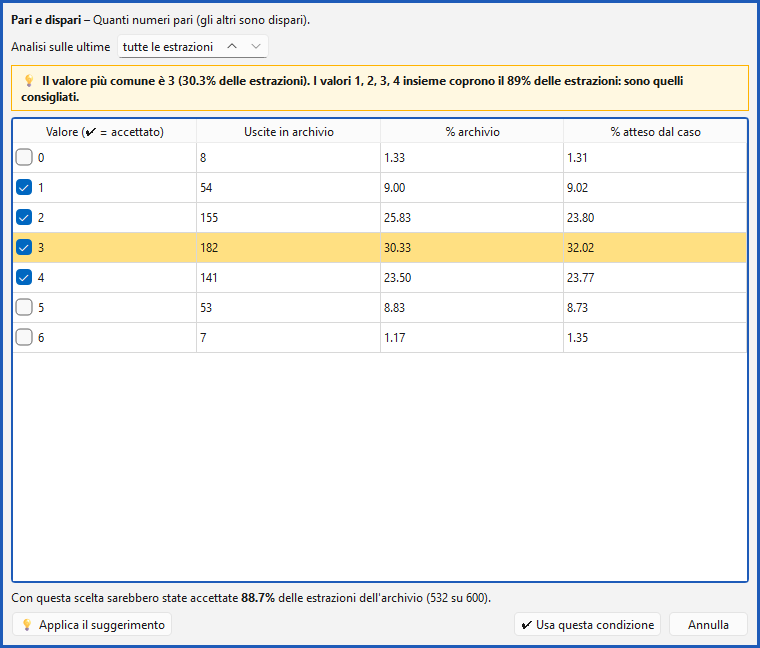 Pari e dispari – Quanti numeri pari (gli altri sono dispari).
Analisi sulle ultime tutte le estrazioni
Il valore più comune è 3 (30.3% delle estrazioni). I valori 1, 2, 3, 4 insieme coprono il 89% delle estrazioni: sono quelli
consigliati.
Valore (✔ = accettato) Uscite in archivio % archivio % atteso dal caso
0 8 1.33 1.31
1 54 9.00 9.02
2 155 25.83 23.80
3 182 30.33 32.02
4 141 23.50 23.77
5 53 8.83 8.73
6 7 1.17 1.35
Con questa scelta sarebbero state accettate 88.7% delle estrazioni dell'archivio (532 su 600).
Applica il suggerimento ✔ Usa questa condizione Annulla